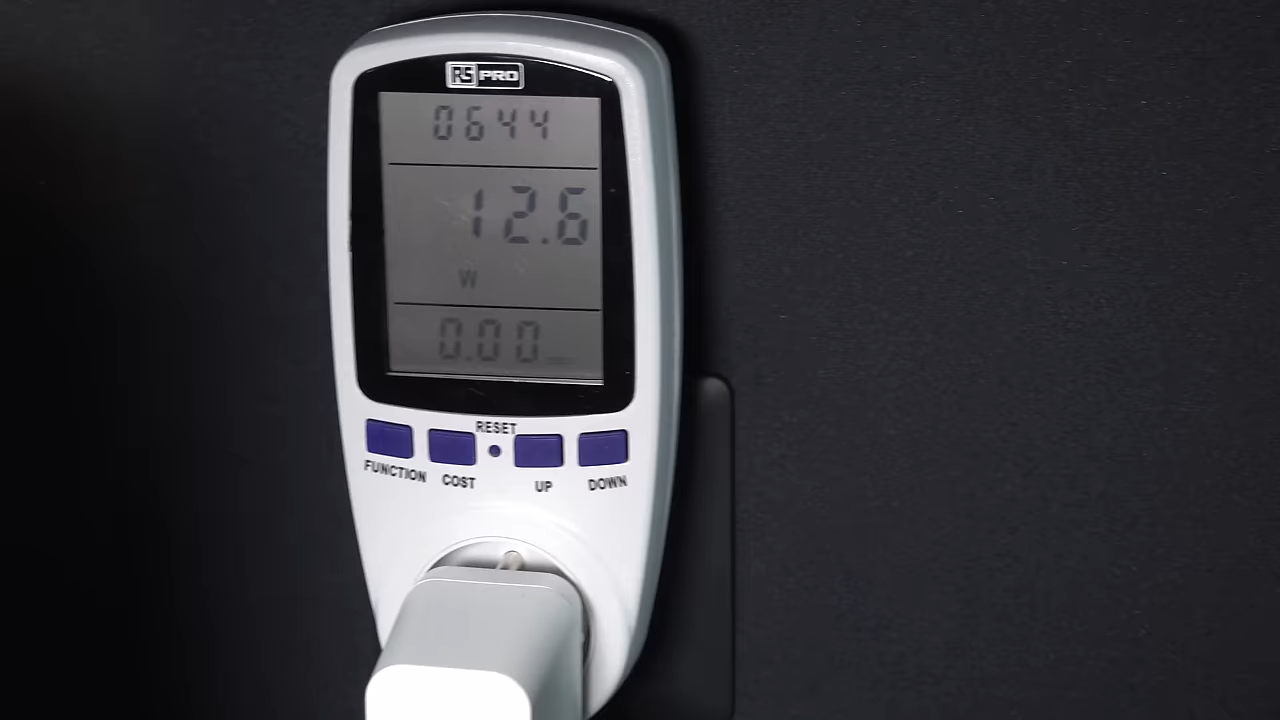 RS PRO
0644
12.6
W
0.00
RESET
FUNCTION
COST
UP
DOWN